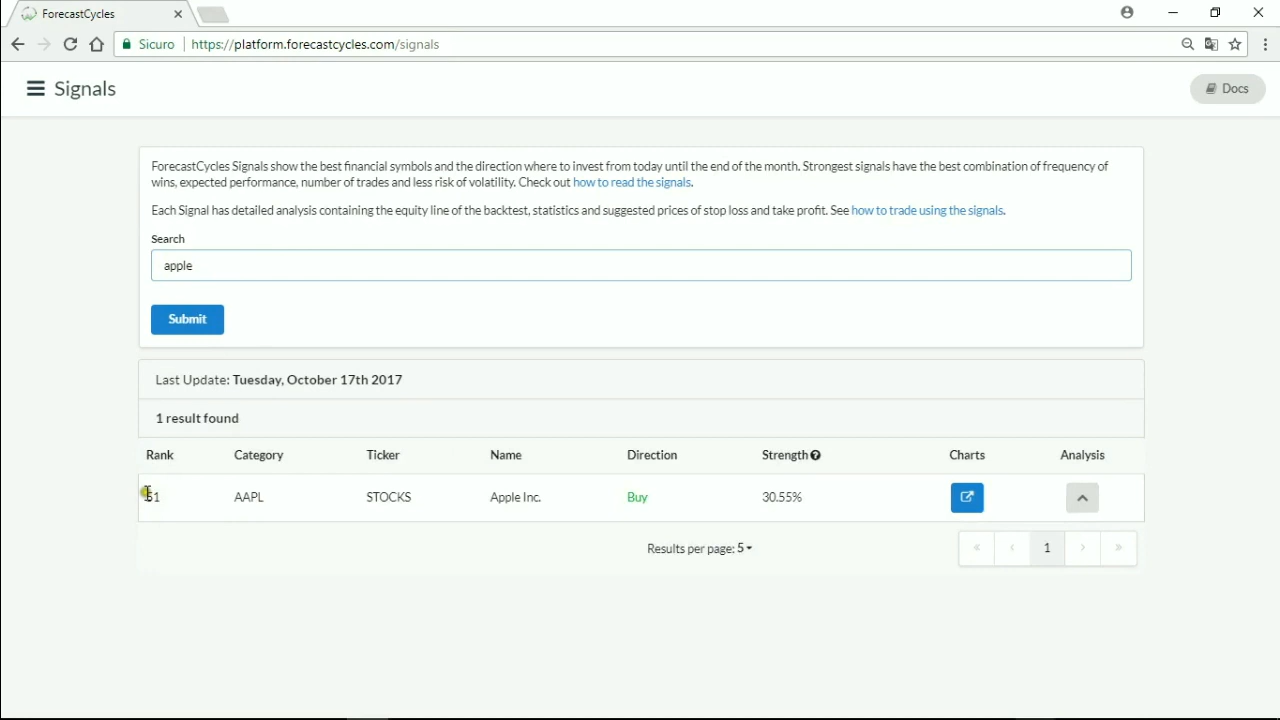 ForecastCycles
Sicuro https://platform.forecastcycles.com/signals
Signals
Docs
ForecastCycles Signals show the best financial symbols and the direction where to invest from today until the end of the month. Strongest signals have the best combination of frequency of
wins, expected performance, number of trades and less risk of volatility. Check out how to read the signals.
Each Signal has detailed analysis containing the equity line of the backtest, statistics and suggested prices of stop loss and take profit. See how to trade using the signals.
Search
apple
Submit
Last Update: Tuesday, October 17th 2017
1 result found
Rank Category Ticker Name Direction Strength Charts Analysis
AAPL STOCKS Apple Inc. Buy 30.55%
Results per page: 5
« ‹ 1 › »